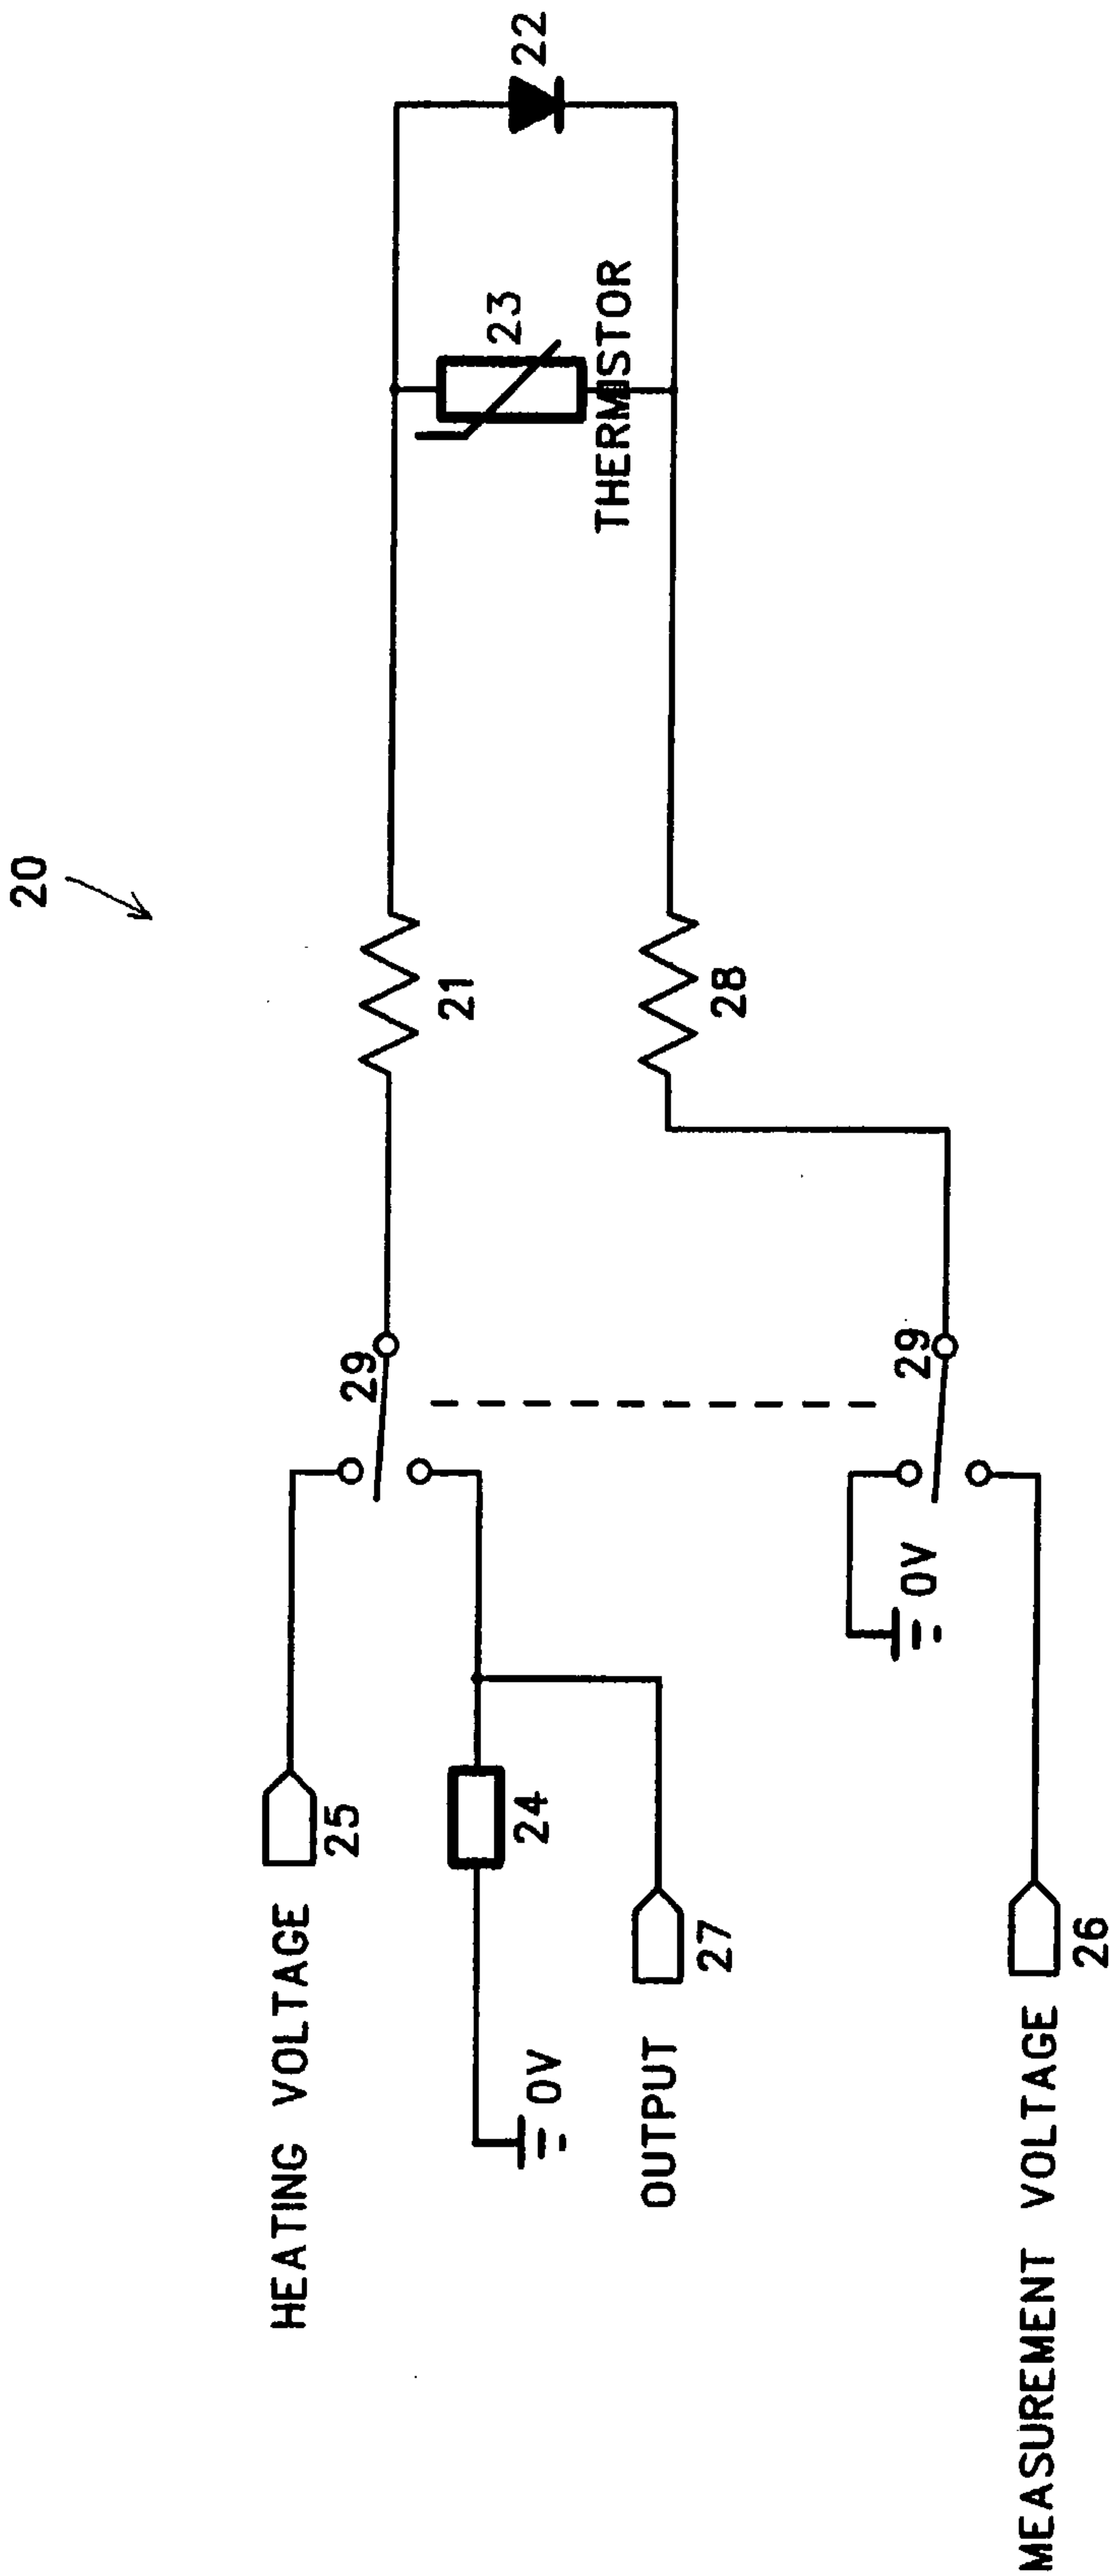 20
HEATING VOLTAGE
25
29
21
23
22
24
0V
THERMISTOR
OUTPUT
27
28
0V
29
MEASUREMENT VOLTAGE
26